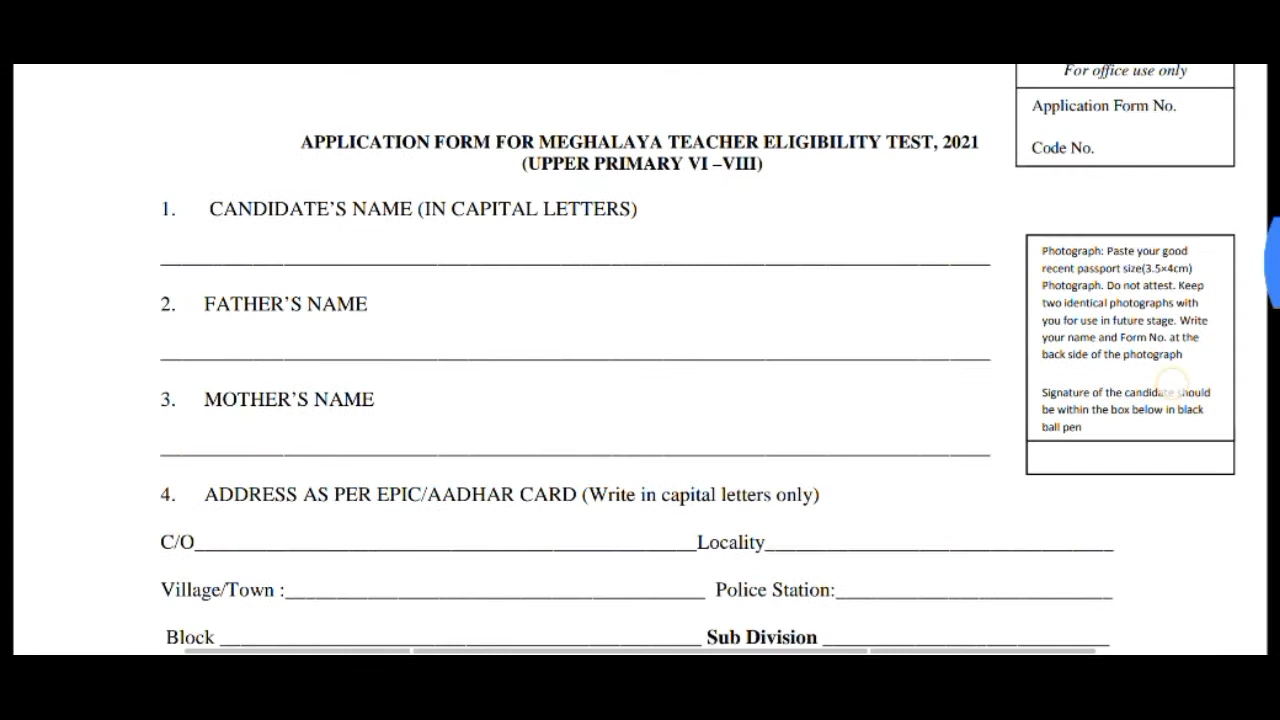 For office use only
Application Form No.
Code No.
APPLICATION FORM FOR MEGHALAYA TEACHER ELIGIBILITY TEST, 2021
(UPPER PRIMARY VI –VIII)
1. CANDIDATE'S NAME (IN CAPITAL LETTERS)
2. FATHER'S NAME
3. MOTHER'S NAME
Photograph: Paste your good
recent passport size(3.5×4cm)
Photograph. Do not attest. Keep
two identical photographs with
you for use in future stage. Write
your name and Form No. at the
back side of the photograph
Signature of the candidate should
be within the box below in black
ball pen
4. ADDRESS AS PER EPIC/AADHAR CARD (Write in capital letters only)
C/O Locality
Village/Town : Police Station:
Block Sub Division